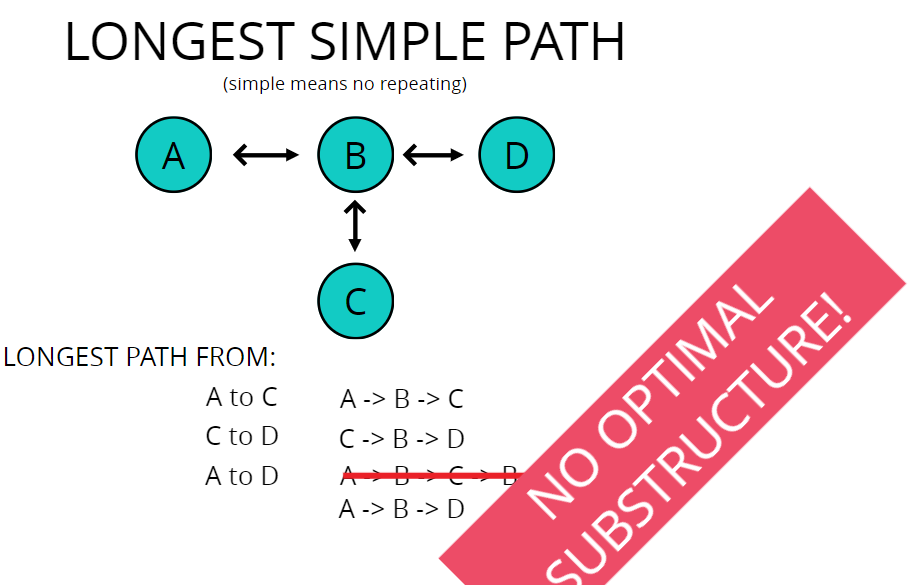 LONGEST SIMPLE PATH
(simple means no repeating)
A
B
D
C
LONGEST PATH FROM:
A to C A -> B -> C
C to D C -> B -> D
A to D A -> B -> C -> B
A -> B -> D
NO OPTIMAL
SUBSTRUCTURE!